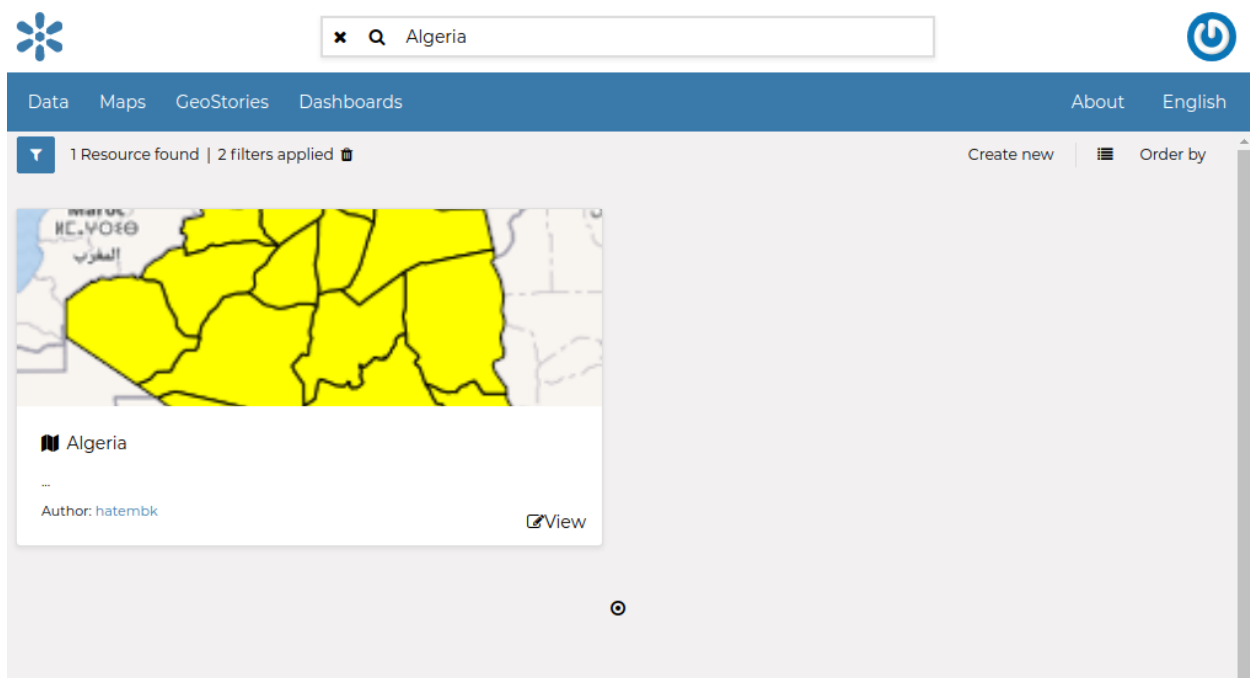 Algeria
Data Maps GeoStories Dashboards About English
1 Resource found | 2 filters applied Create new Order by
Maroc
ⵍⵎⵖⵔⵉⴱ
المغرب
Algeria
...
Author: hatembk
View